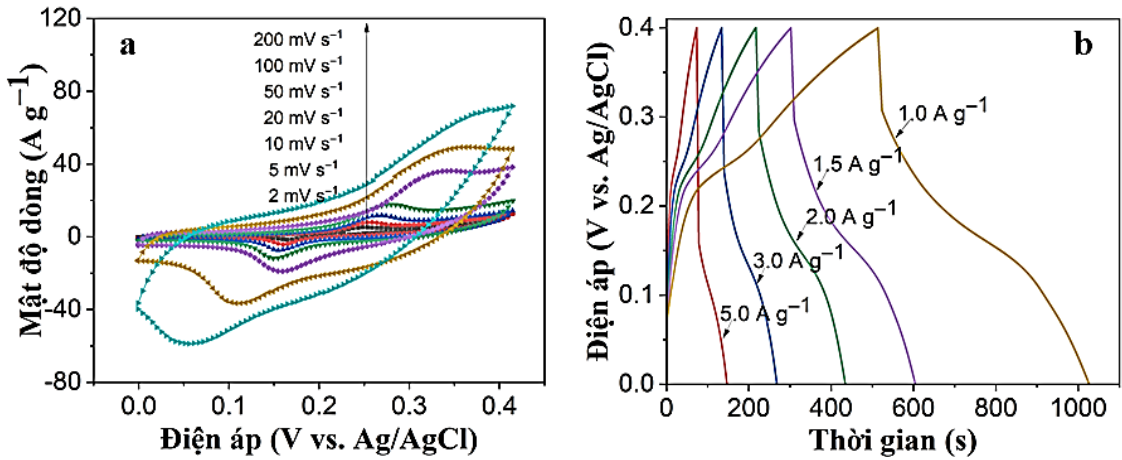 a
Mật độ dòng (A g⁻¹)
120
80
40
0
-40
-80
200 mV s⁻¹
100 mV s⁻¹
50 mV s⁻¹
20 mV s⁻¹
10 mV s⁻¹
5 mV s⁻¹
2 mV s⁻¹
0.0 0.1 0.2 0.3 0.4
Điện áp (V vs. Ag/AgCl)
b
Điện áp (V vs. Ag/AgCl)
0.4
0.3
0.2
0.1
0.0
1.0 A g⁻¹
1.5 A g⁻¹
2.0 A g⁻¹
3.0 A g⁻¹
5.0 A g⁻¹
0 200 400 600 800 1000
Thời gian (s)